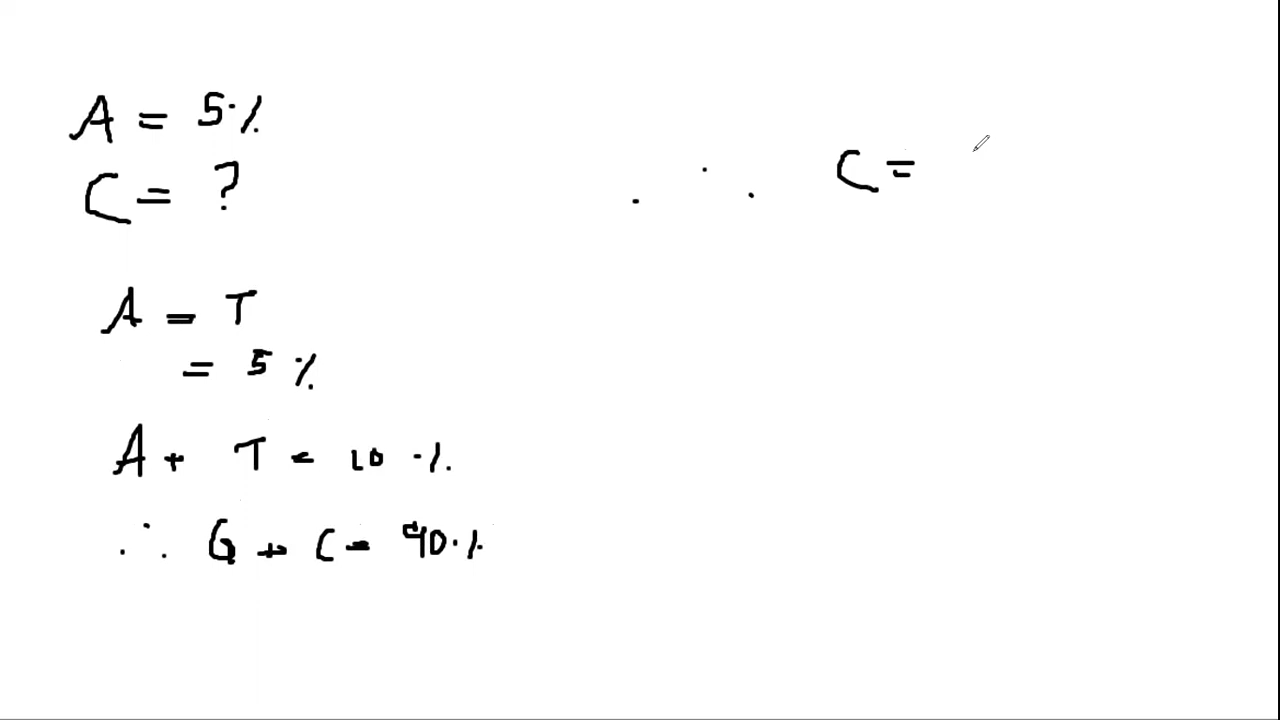 A = 5%
C = ?
A = T
= 5%
A + T = 10%
∴ G + C = 90%
∴ C =